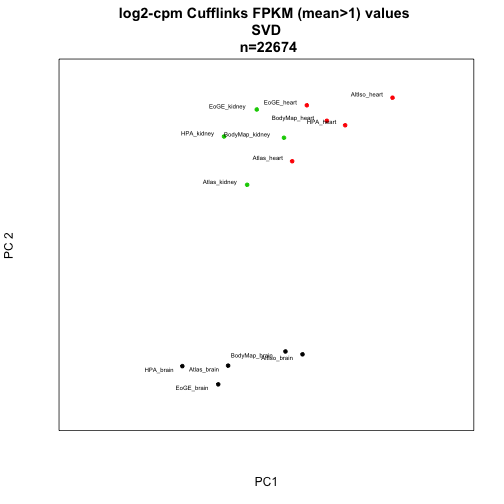 log2-cpm Cufflinks FPKM (mean>1) values
SVD
n=22674
AltIso_heart
EoGE_heart
EoGE_kidney
BodyMap_heart
HPA_heart
HPA_kidney
BodyMap_kidney
Atlas_heart
Atlas_kidney
PC 2
BodyMap_brain
AltIso_brain
HPA_brain
Atlas_brain
EoGE_brain
PC1